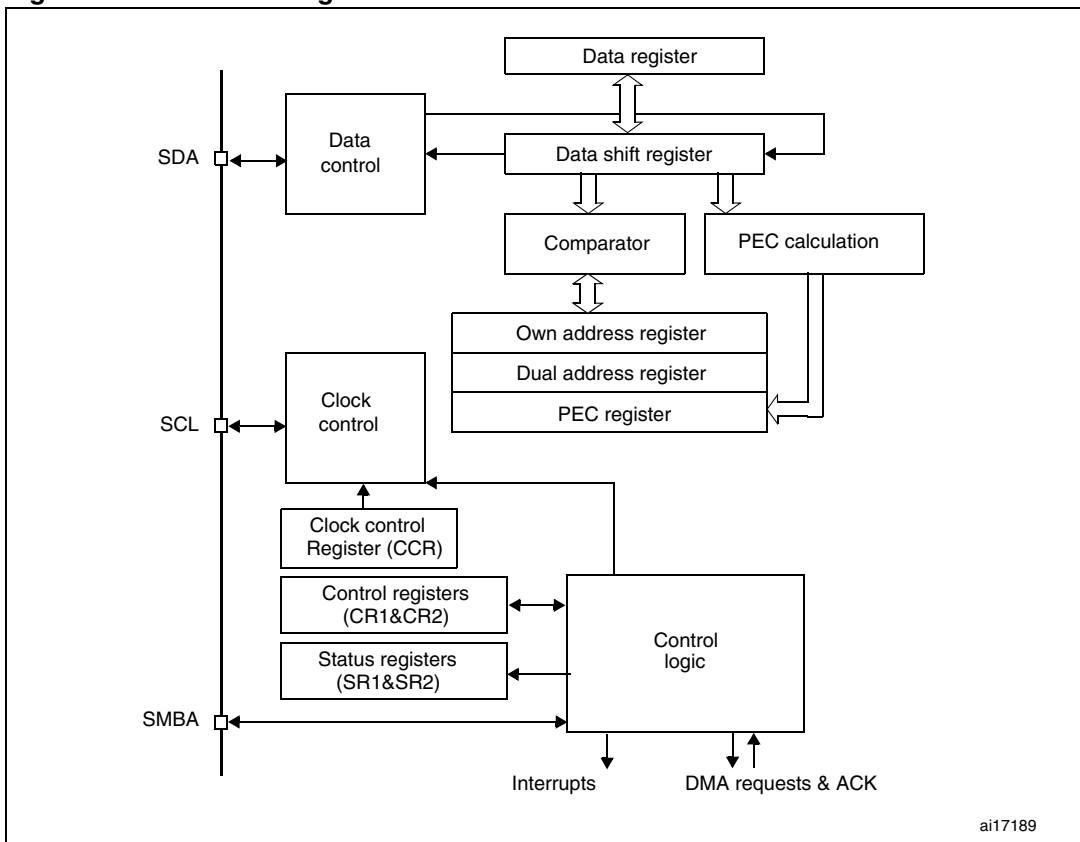 Data register
Data
control
SDA
Data shift register
Comparator
PEC calculation
Own address register
Dual address register
PEC register
Clock
control
SCL
Clock control
Register (CCR)
Control registers
(CR1&CR2)
Control
logic
Status registers
(SR1&SR2)
SMBA
Interrupts
DMA requests & ACK
ai17189